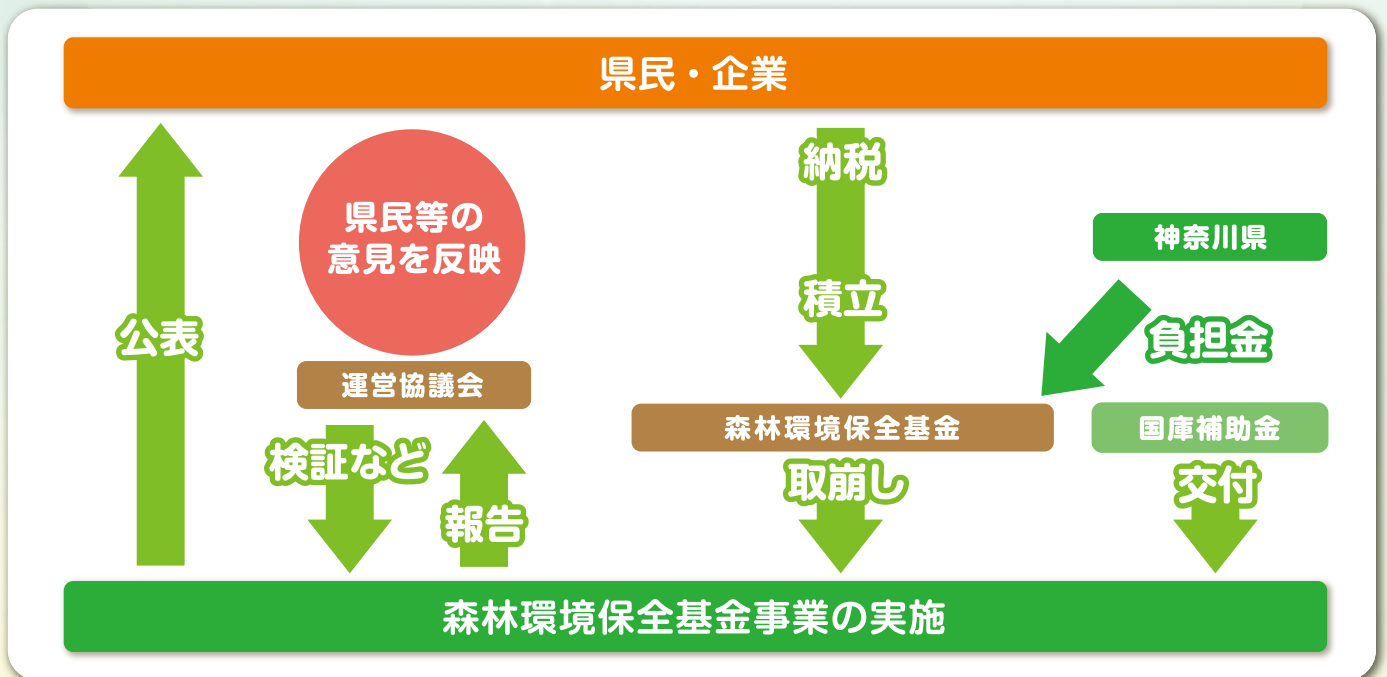 県民・企業
公表
県民等の
意見を反映
運営協議会
検証など
報告
納税
積立
森林環境保全基金
取崩し
神奈川県
負担金
国庫補助金
交付
森林環境保全基金事業の実施